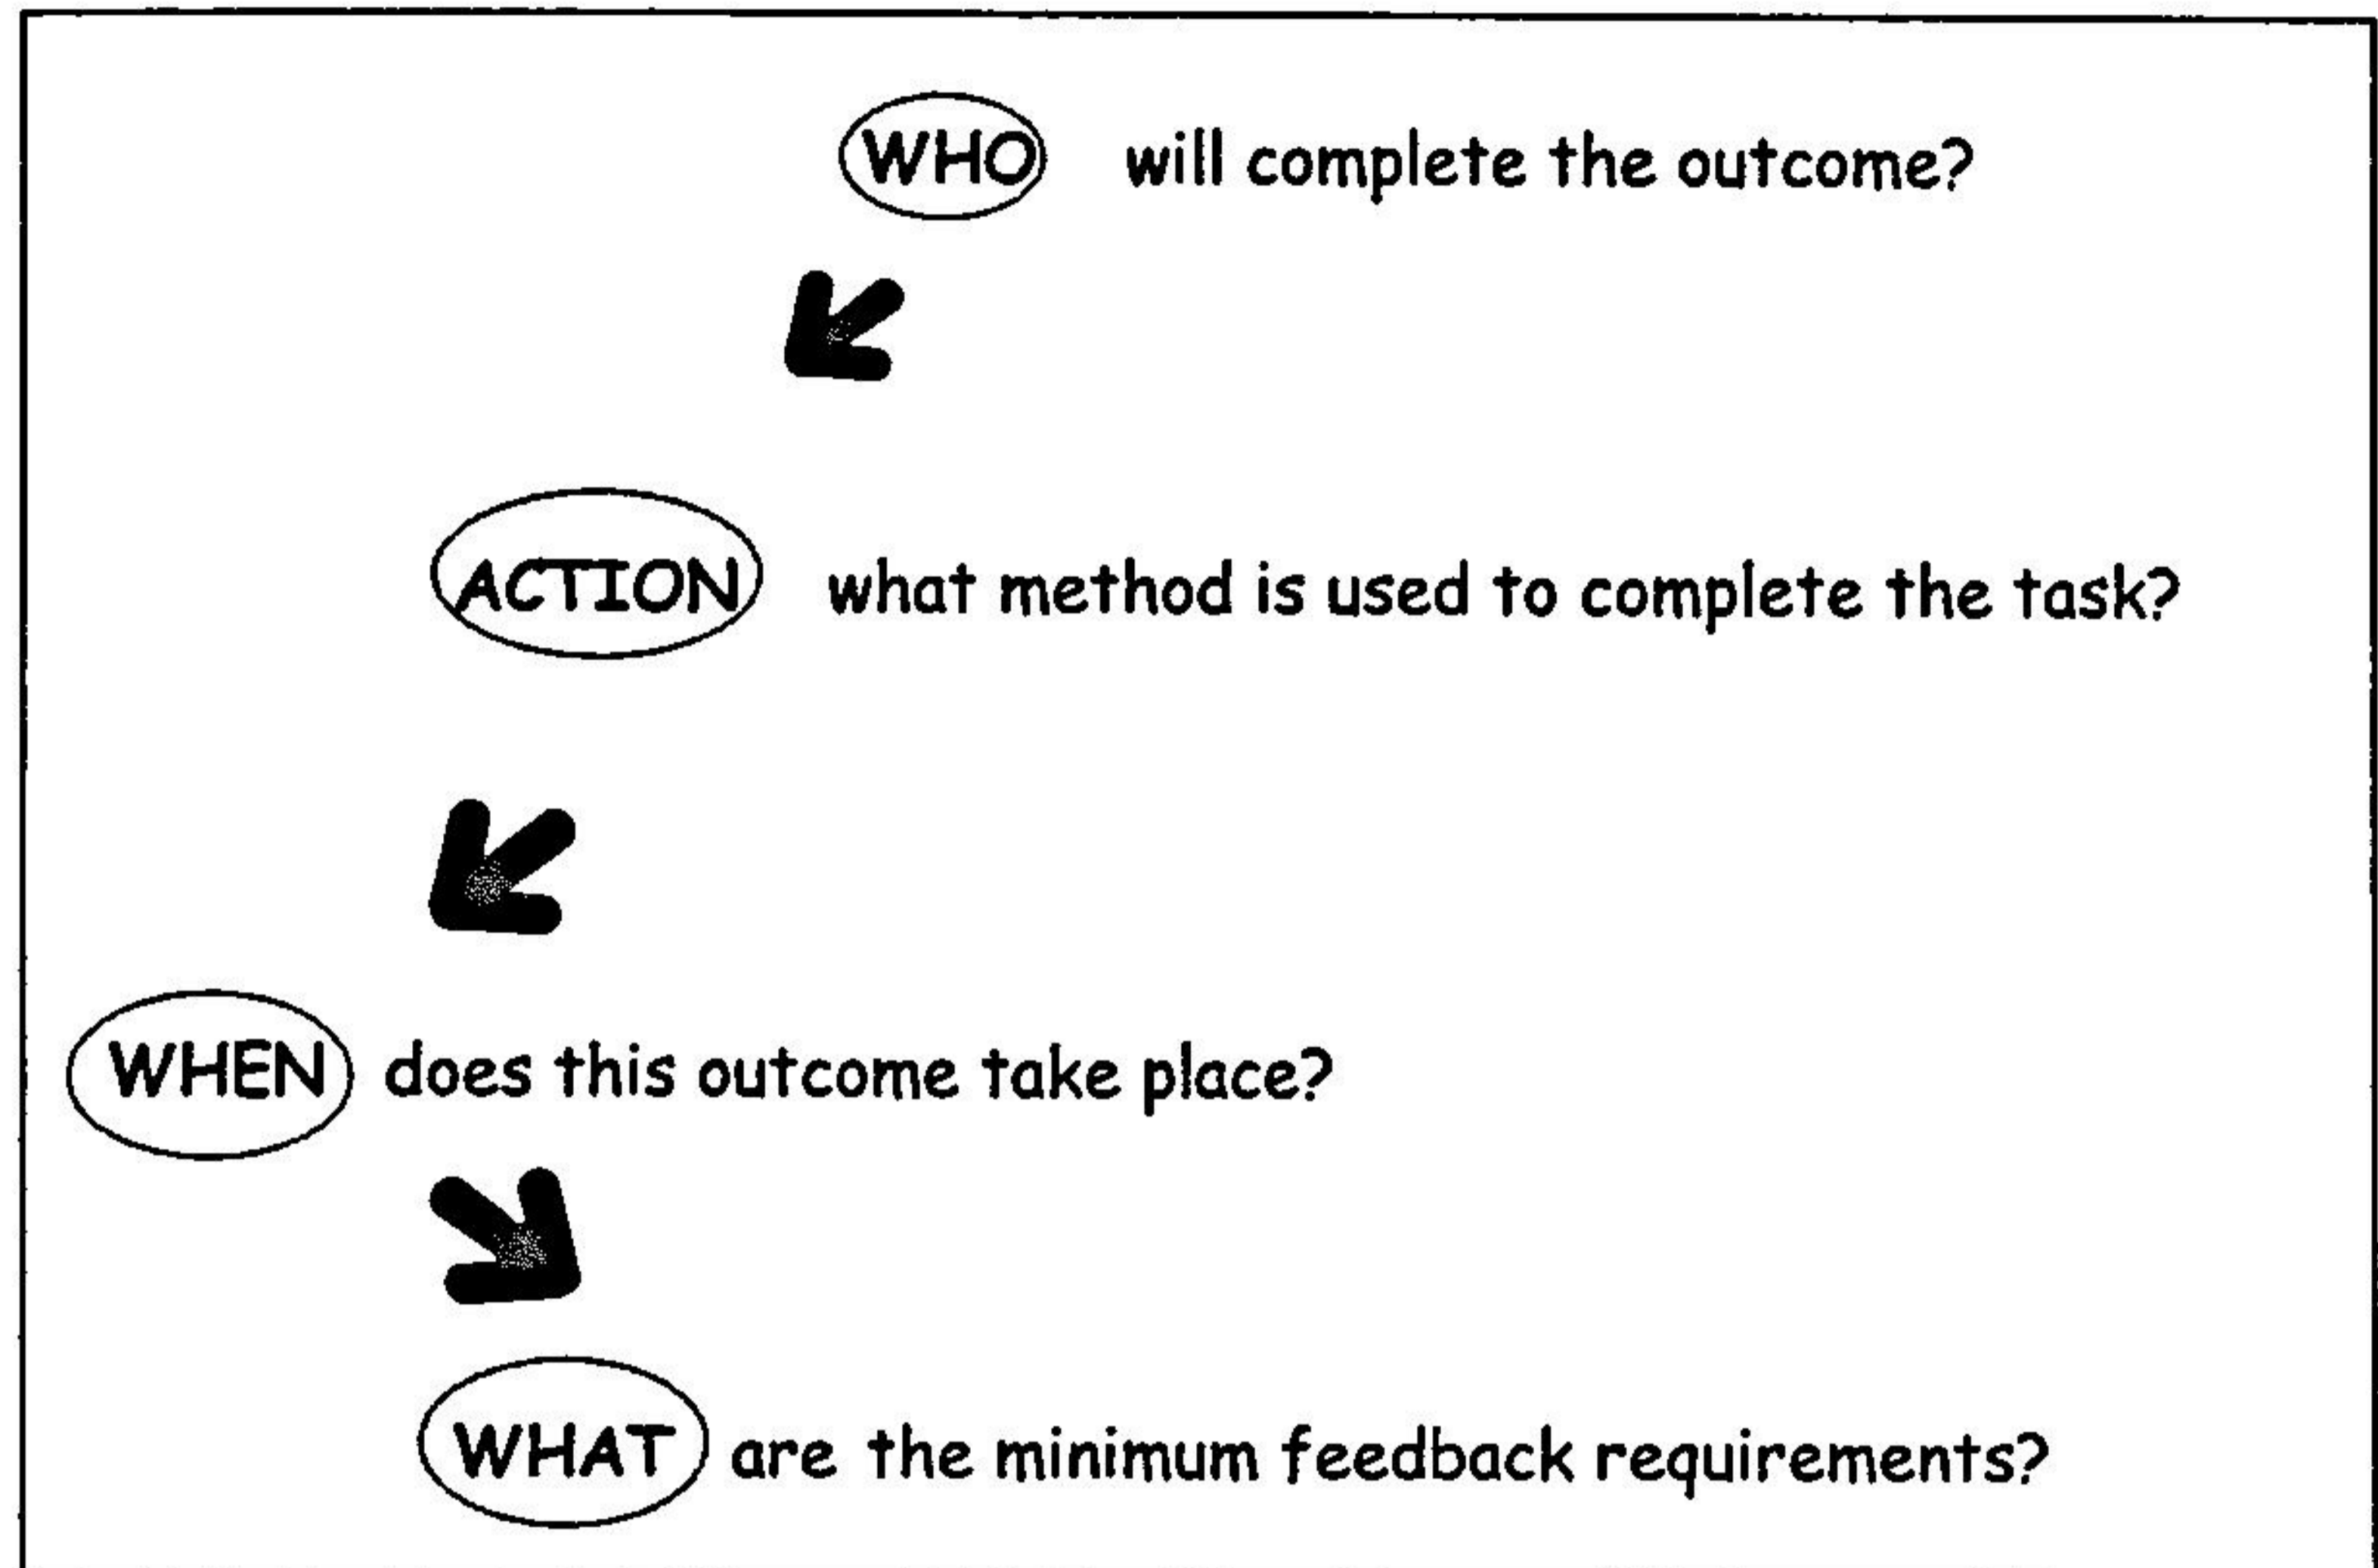 WHO will complete the outcome?
ACTION what method is used to complete the task?
WHEN does this outcome take place?
WHAT are the minimum feedback requirements?